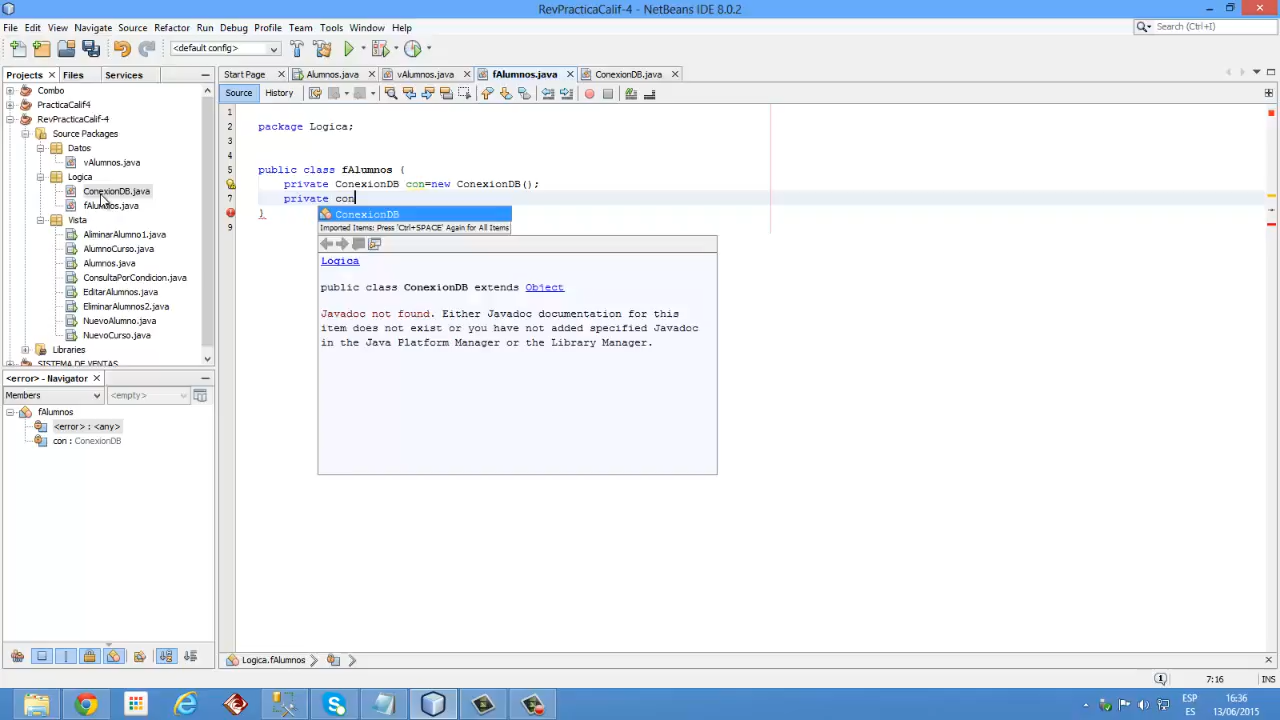 RevPracticaCalif-4 - NetBeans IDE 8.0.2
File Edit View Navigate Source Refactor Run Debug Profile Team Tools Window Help
Search (Ctrl+I)
<default config>
Projects Files Services
Start Page Alumnos.java vAlumnos.java fAlumnos.java ConexionDB.java
Source History
Combo
PracticaCalif4
RevPracticaCalif-4
Source Packages
Datos
vAlumnos.java
Logica
ConexionDB.java
fAlumnos.java
Vista
AliminarAlumno1.java
AlumnoCurso.java
Alumnos.java
ConsultaPorCondicion.java
EditarAlumnos.java
EliminarAlumnos2.java
NuevoAlumno.java
NuevoCurso.java
Libraries
SISTEMA DE VENTAS
<error> - Navigator
Members <empty>
fAlumnos
<error> : <any>
con : ConexionDB
1
2 package Logica;
3
4
5 public class fAlumnos {
private ConexionDB con=new ConexionDB();
7 private con
}
9
ConexionDB
Imported Items: Press 'Ctrl+SPACE' Again for All Items
Logica
public class ConexionDB extends Object
Javadoc not found. Either Javadoc documentation for this
item does not exist or you have not added specified Javadoc
in the Java Platform Manager or the Library Manager.
Logica.fAlumnos
7:16 INS
ESP
ES
16:36
13/06/2015